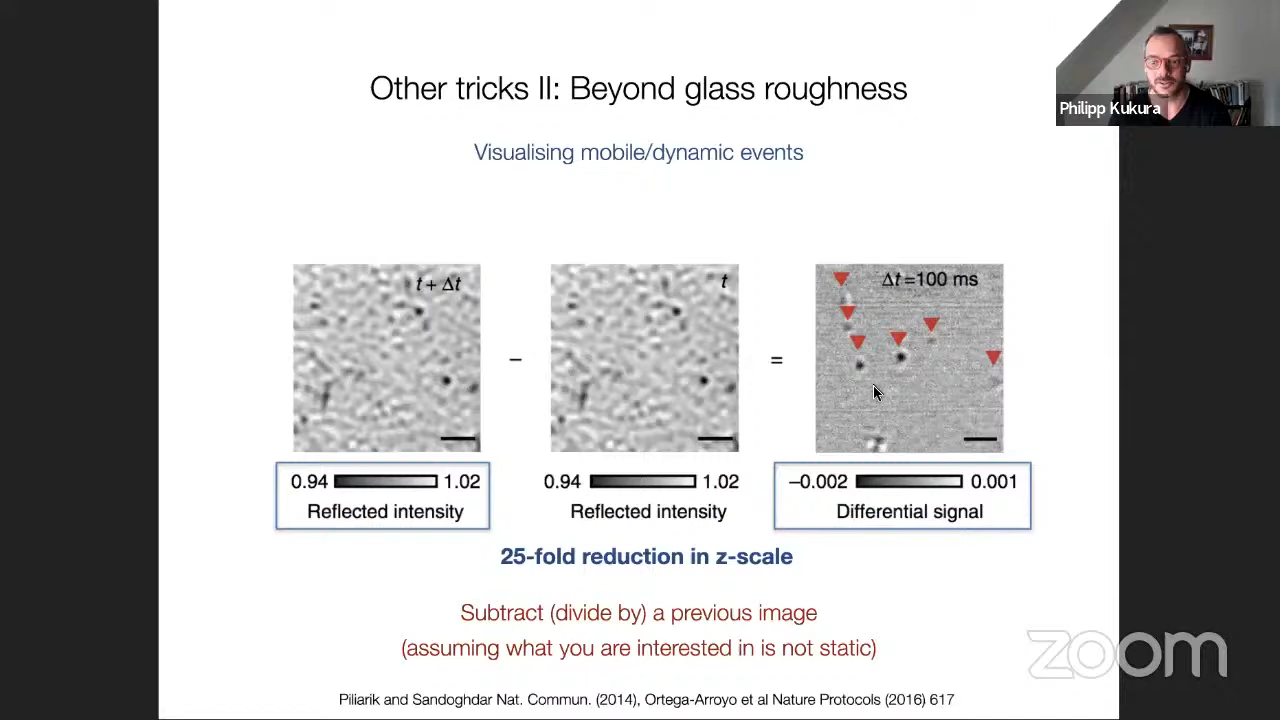 Other tricks II: Beyond glass roughness
Philipp Kukura
Visualising mobile/dynamic events
t + Δt
t
Δt =100 ms
−
=
0.94 1.02
Reflected intensity
0.94 1.02
Reflected intensity
−0.002 0.001
Differential signal
25-fold reduction in z-scale
Subtract (divide by) a previous image
(assuming what you are interested in is not static)
zoom
Piliarik and Sandoghdar Nat. Commun. (2014), Ortega-Arroyo et al Nature Protocols (2016) 617